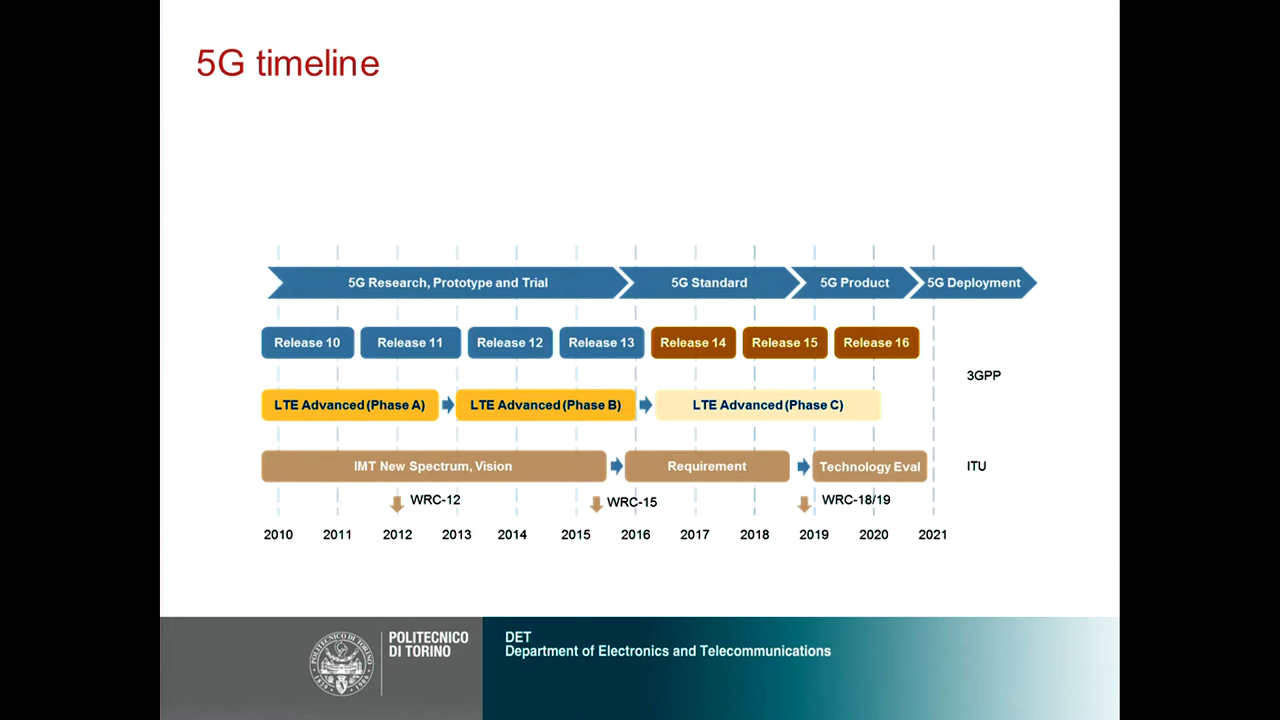 5G timeline
5G Research, Prototype and Trial
5G Standard
5G Product
5G Deployment
Release 10
Release 11
Release 12
Release 13
Release 14
Release 15
Release 16
3GPP
LTE Advanced (Phase A)
LTE Advanced (Phase B)
LTE Advanced (Phase C)
IMT New Spectrum, Vision
Requirement
Technology Eval
ITU
WRC-12
WRC-15
WRC-18/19
2010
2011
2012
2013
2014
2015
2016
2017
2018
2019
2020
2021
POLITECNICO
DI TORINO
DET
Department of Electronics and Telecommunications